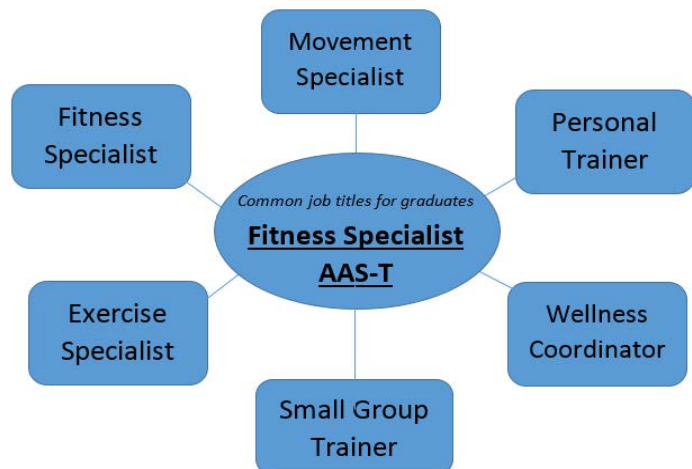 Movement
Specialist
Fitness
Specialist
Personal
Trainer
Common job titles for graduates
Fitness Specialist
AAS-T
Exercise
Specialist
Wellness
Coordinator
Small Group
Trainer